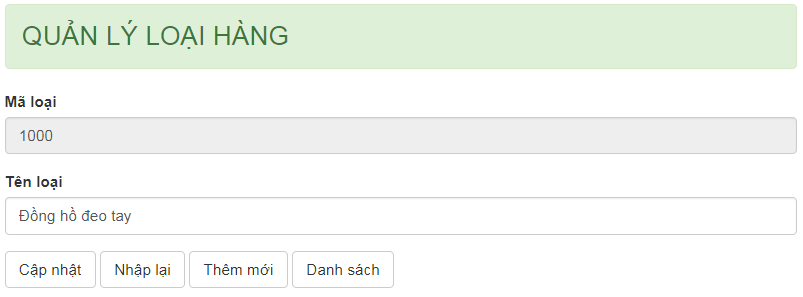 QUẢN LÝ LOẠI HÀNG
Mã loại
1000
Tên loại
Đồng hồ đeo tay
Cập nhật Nhập lại Thêm mới Danh sách